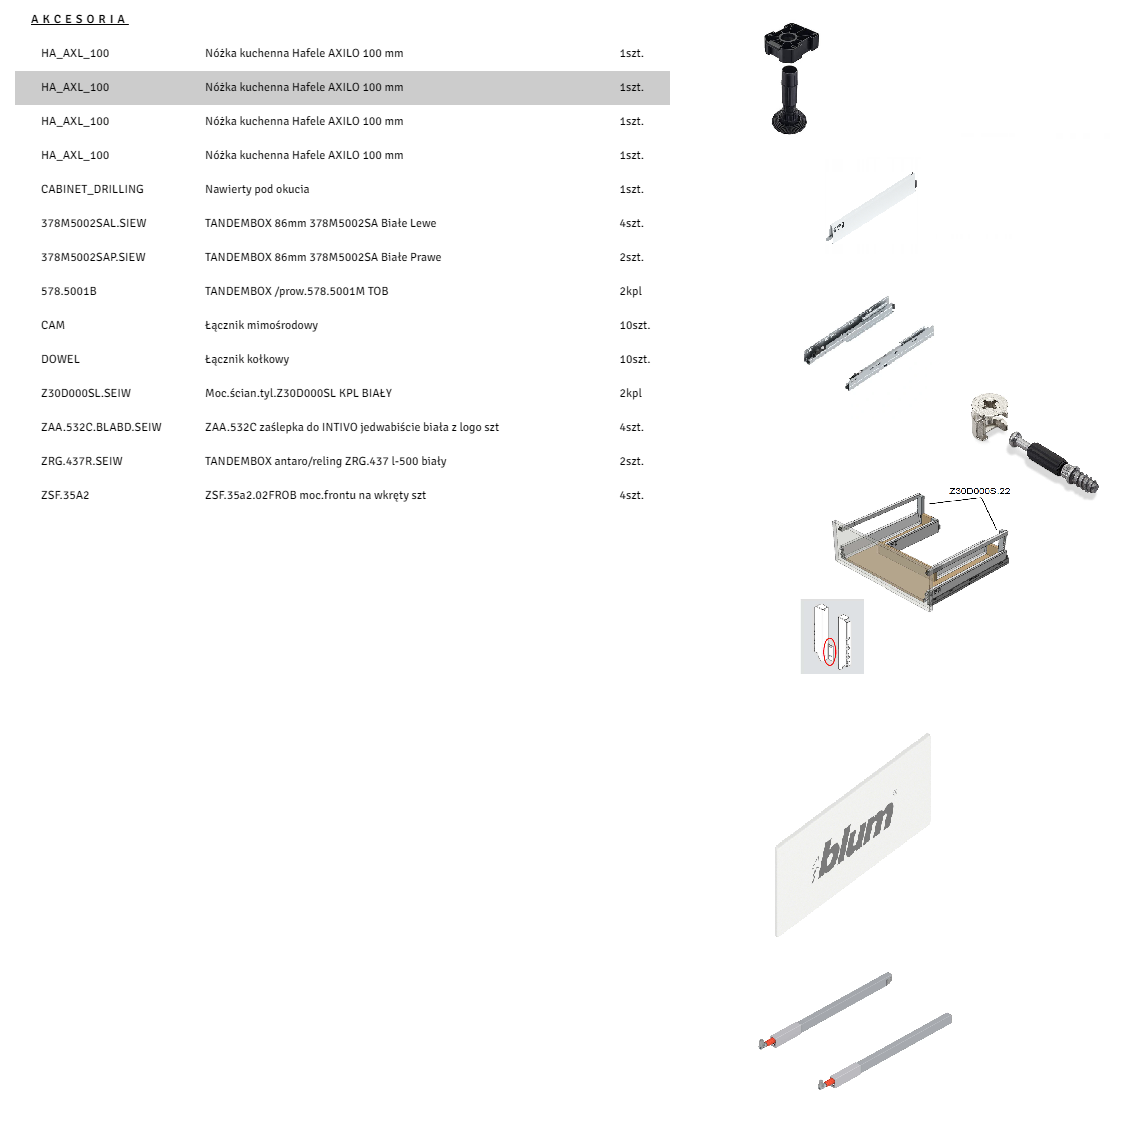 AKCESORIA
HA_AXL_100 Nóżka kuchenna Hafele AXILO 100 mm 1szt.
HA_AXL_100 Nóżka kuchenna Hafele AXILO 100 mm 1szt.
HA_AXL_100 Nóżka kuchenna Hafele AXILO 100 mm 1szt.
HA_AXL_100 Nóżka kuchenna Hafele AXILO 100 mm 1szt.
CABINET_DRILLING Nawierty pod okucia 1szt.
378M5002SAL.SIEW TANDEMBOX 86mm 378M5002SA Białe Lewe 4szt.
378M5002SAP.SIEW TANDEMBOX 86mm 378M5002SA Białe Prawe 2szt.
578.5001B TANDEMBOX /prow.578.5001M TOB 2kpl
CAM Łącznik mimośrodowy 10szt.
DOWEL Łącznik kołkowy 10szt.
Z30D000SL.SEIW Moc.ścian.tyl.Z30D000SL KPL BIAŁY 2kpl
ZAA.532C.BLABD.SEIW ZAA.532C zaślepka do INTIVO jedwabiście biała z logo szt 4szt.
ZRG.437R.SEIW TANDEMBOX antaro/reling ZRG.437 l-500 biały 2szt.
ZSF.35A2 ZSF.35a2.02FROB moc.frontu na wkręty szt 4szt.
Z30D000S.22
blum